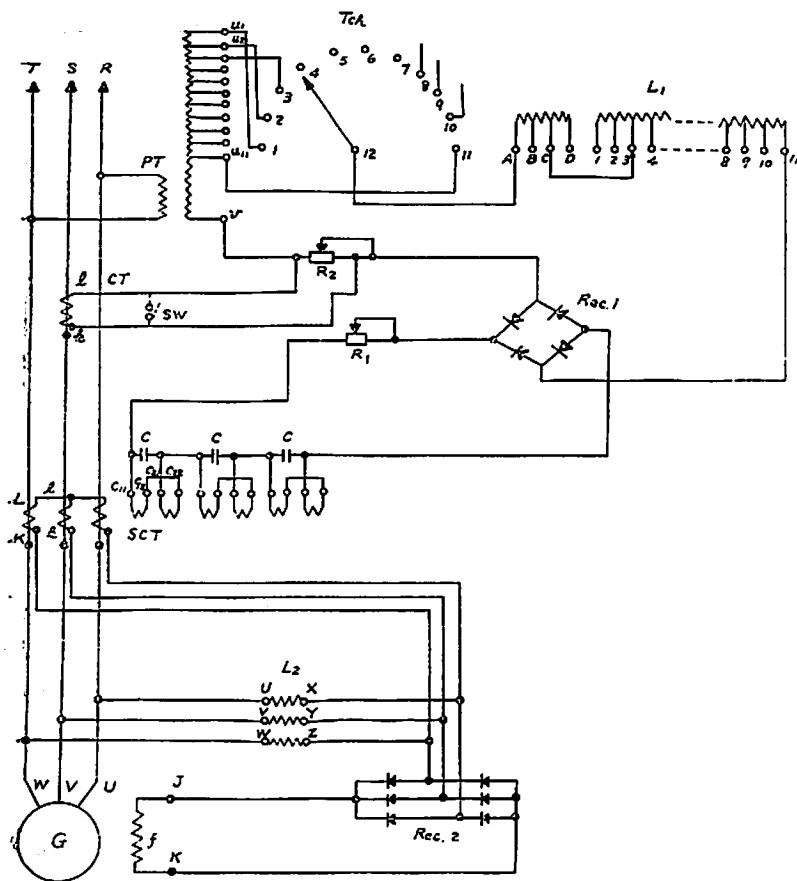 Tch
T S R
u1
u2
3
4
5
6
7
8
9
10
2
1
12
11
u11
L1
A B C D 1 2 3 4 8 9 10 11
PT
v
l CT
SW
k
R2
Rec. 1
R1
C C C
C11
SCT
L l
K k
L2
U X
V Y
W Z
W V U
J
G
f
K
Rec. 2